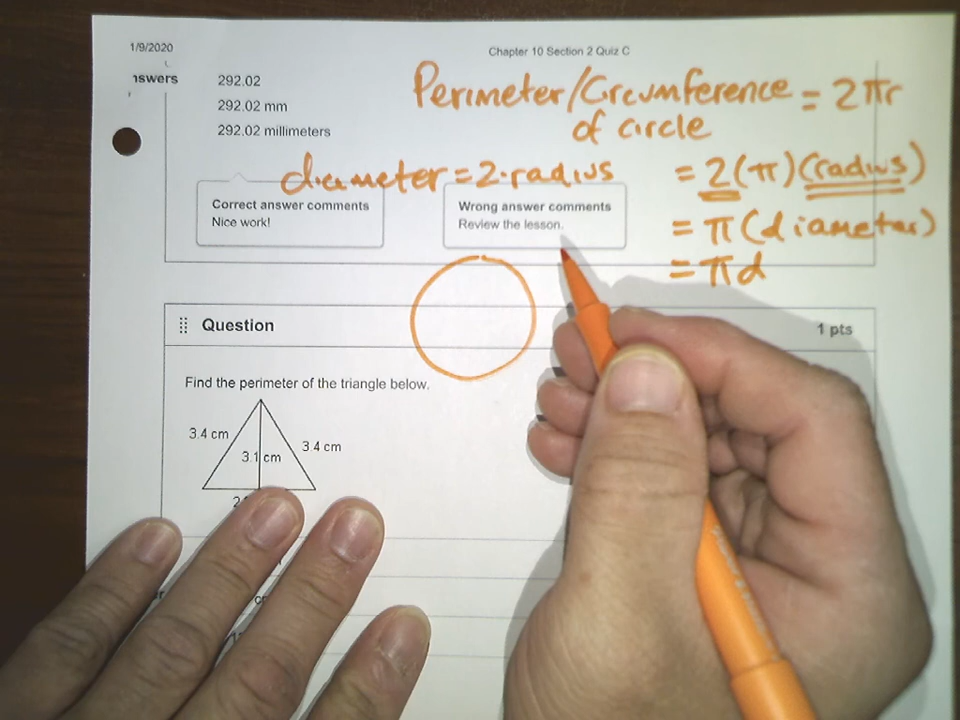 1/9/2020
Chapter 10 Section 2 Quiz C
nswers
292.02
292.02 mm
292.02 millimeters
Perimeter/Circumference = 2πr
of circle
diameter = 2·radius
= 2(π)(radius)
= π(diameter)
= πd
Correct answer comments
Nice work!
Wrong answer comments
Review the lesson.
Question
1 pts
Find the perimeter of the triangle below.
3.4 cm
3.1 cm
3.4 cm